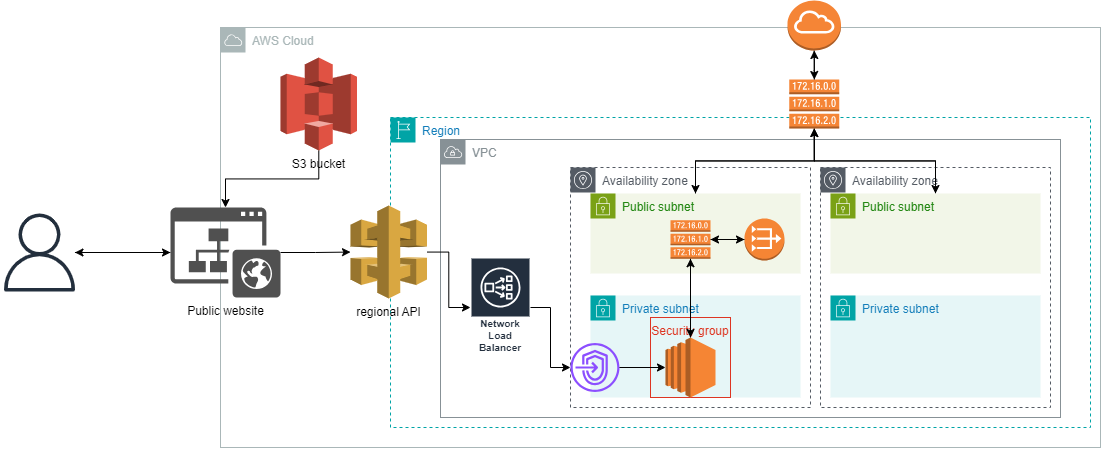 AWS Cloud
172.16.0.0
172.16.1.0
172.16.2.0
S3 bucket
Region
VPC
Availability zone
Availability zone
Public subnet
Public subnet
172.16.0.0
172.16.1.0
172.16.2.0
Public website
regional API
Network
Load
Balancer
Private subnet
Private subnet
Security group